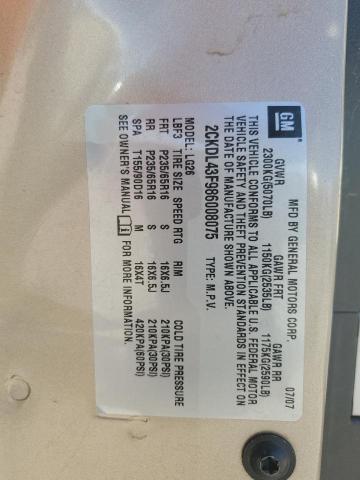 GM
MFD BY GENERAL MOTORS CORP. 07/07
GVWR GAWR FRT GAWR RR
2300KG(5070LB) 1150KG(2535LB) 1175KG(2590LB)
THIS VEHICLE CONFORMS TO ALL APPLICABLE U.S. FEDERAL MOTOR
VEHICLE SAFETY AND THEFT PREVENTION STANDARDS IN EFFECT ON
THE DATE OF MANUFACTURE SHOWN ABOVE.
2CKDL43F986008075 TYPE: M.P.V.
MODEL: LG26
LBF3 TIRE SIZE SPEED RTG RIM COLD TIRE PRESSURE
FRT P235/65R16 S 16X6.5J 210KPA(30PSI)
RR P235/65R16 S 16X6.5J 210KPA(30PSI)
SPA T155/90D16 M 16X4T 420KPA(60PSI)
SEE OWNER'S MANUAL FOR MORE INFORMATION.